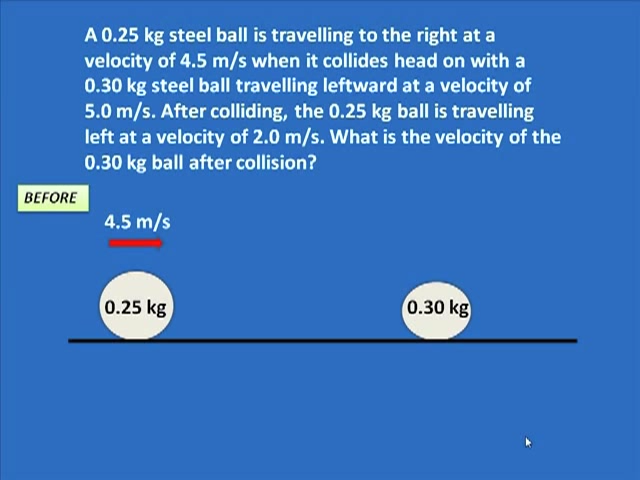 A 0.25 kg steel ball is travelling to the right at a
velocity of 4.5 m/s when it collides head on with a
0.30 kg steel ball travelling leftward at a velocity of
5.0 m/s. After colliding, the 0.25 kg ball is travelling
left at a velocity of 2.0 m/s. What is the velocity of the
0.30 kg ball after collision?
BEFORE
4.5 m/s
0.25 kg
0.30 kg